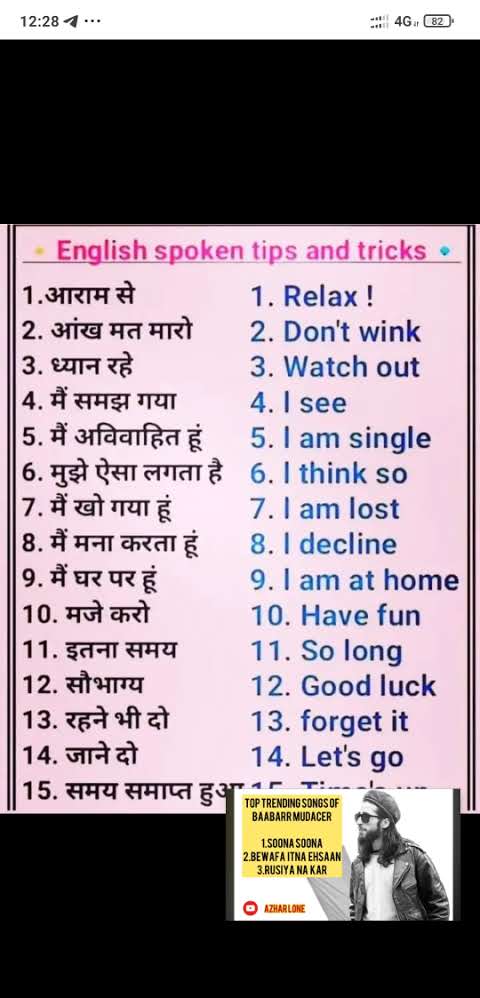 12:28
4G 82
English spoken tips and tricks
1.आराम से 1. Relax !
2. आंख मत मारो 2. Don't wink
3. ध्यान रहे 3. Watch out
4. मैं समझ गया 4. I see
5. मैं अविवाहित हूं 5. I am single
6. मुझे ऐसा लगता है 6. I think so
7. मैं खो गया हूं 7. I am lost
8. मैं मना करता हूं 8. I decline
9. मैं घर पर हूं 9. I am at home
10. मजे करो 10. Have fun
11. इतना समय 11. So long
12. सौभाग्य 12. Good luck
13. रहने भी दो 13. forget it
14. जाने दो 14. Let's go
15. समय समाप्त
TOP TRENDING SONGS OF
BAABARR MUDACER
1.SOONA SOONA
2.BEWAFA ITNA EHSAAN
3.RUSIYA NA KAR
AZHAR LONE